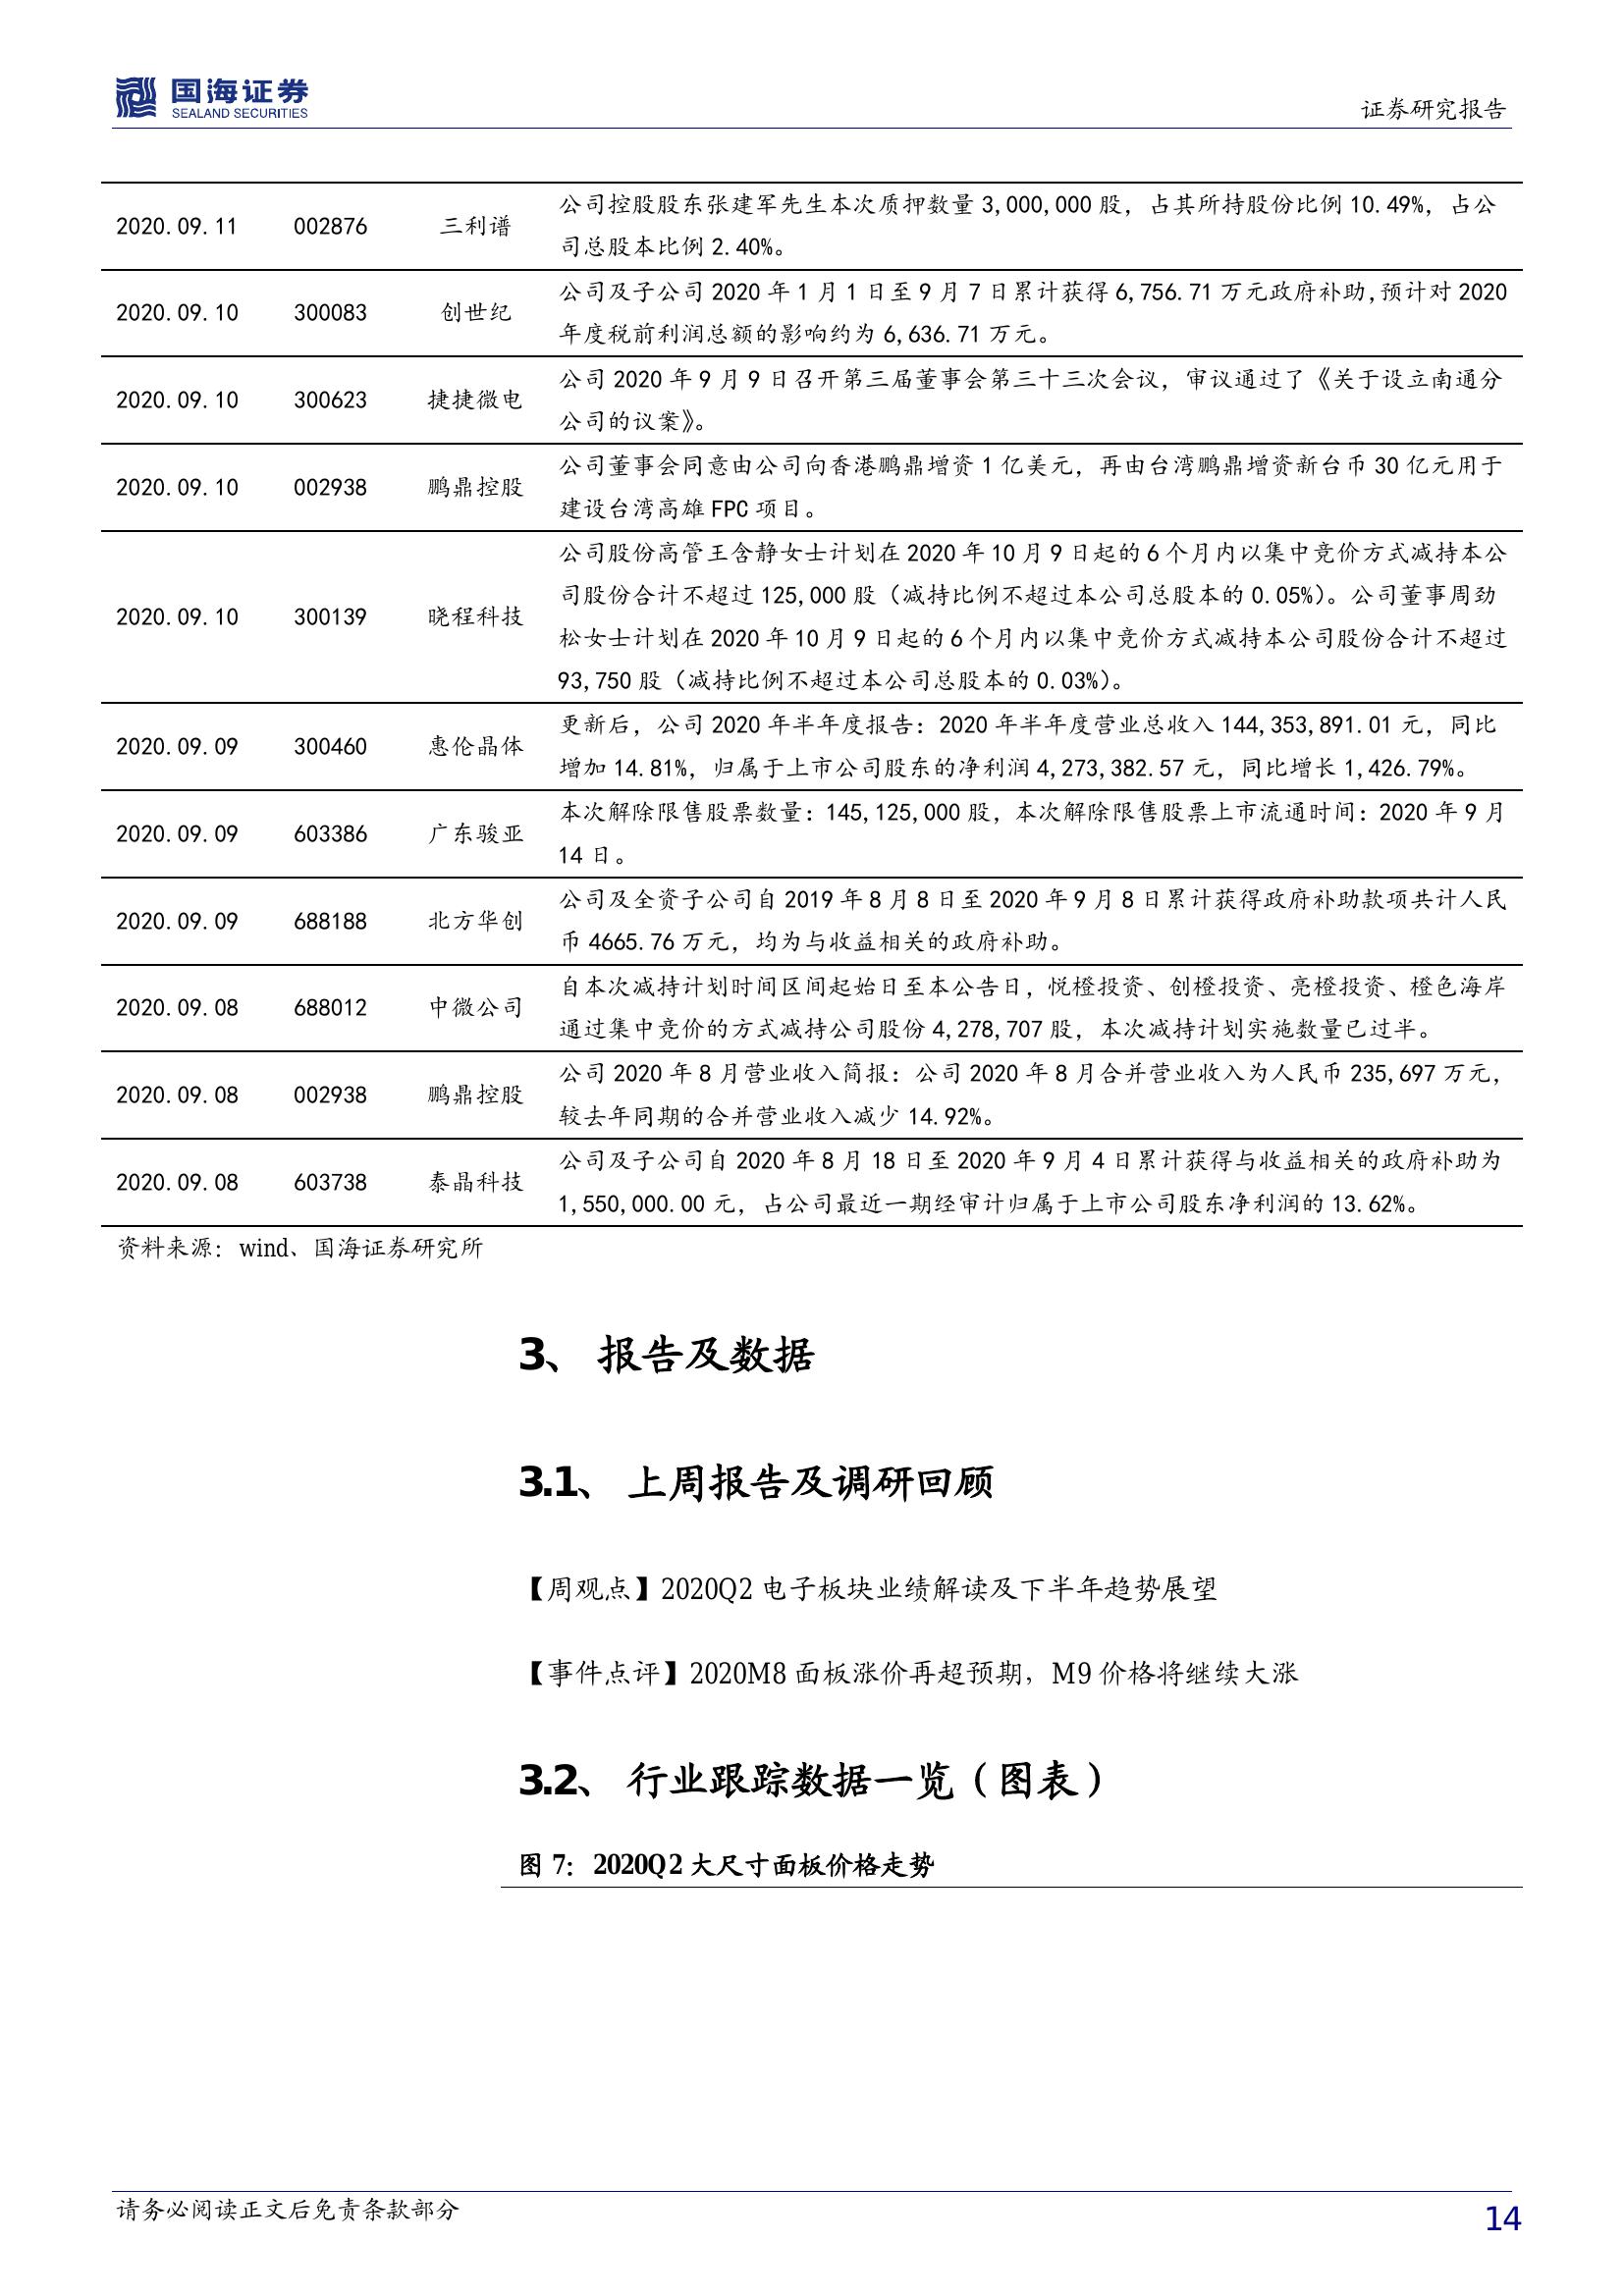 国海证券
SEALAND SECURITIES
证券研究报告
2020.09.11 002876 三利谱 公司控股股东张建军先生本次质押数量 3,000,000 股，占其所持股份比例 10.49%，占公
司总股本比例 2.40%。
2020.09.10 300083 创世纪 公司及子公司 2020 年 1 月 1 日至 9 月 7 日累计获得 6,756.71 万元政府补助,预计对 2020
年度税前利润总额的影响约为 6,636.71 万元。
2020.09.10 300623 捷捷微电 公司 2020 年 9 月 9 日召开第三届董事会第三十三次会议，审议通过了《关于设立南通分
公司的议案》。
2020.09.10 002938 鹏鼎控股 公司董事会同意由公司向香港鹏鼎增资 1 亿美元，再由台湾鹏鼎增资新台币 30 亿元用于
建设台湾高雄 FPC 项目。
2020.09.10 300139 晓程科技 公司股份高管王含静女士计划在 2020 年 10 月 9 日起的 6 个月内以集中竞价方式减持本公
司股份合计不超过 125,000 股（减持比例不超过本公司总股本的 0.05%）。公司董事周劲
松女士计划在 2020 年 10 月 9 日起的 6 个月内以集中竞价方式减持本公司股份合计不超过
93,750 股（减持比例不超过本公司总股本的 0.03%）。
2020.09.09 300460 惠伦晶体 更新后，公司 2020 年半年度报告：2020 年半年度营业总收入 144,353,891.01 元，同比
增加 14.81%，归属于上市公司股东的净利润 4,273,382.57 元，同比增长 1,426.79%。
2020.09.09 603386 广东骏亚 本次解除限售股票数量：145,125,000 股，本次解除限售股票上市流通时间：2020 年 9 月
14 日。
2020.09.09 688188 北方华创 公司及全资子公司自 2019 年 8 月 8 日至 2020 年 9 月 8 日累计获得政府补助款项共计人民
币 4665.76 万元，均为与收益相关的政府补助。
2020.09.08 688012 中微公司 自本次减持计划时间区间起始日至本公告日，悦橙投资、创橙投资、亮橙投资、橙色海岸
通过集中竞价的方式减持公司股份 4,278,707 股，本次减持计划实施数量已过半。
2020.09.08 002938 鹏鼎控股 公司 2020 年 8 月营业收入简报：公司 2020 年 8 月合并营业收入为人民币 235,697 万元，
较去年同期的合并营业收入减少 14.92%。
2020.09.08 603738 泰晶科技 公司及子公司自 2020 年 8 月 18 日至 2020 年 9 月 4 日累计获得与收益相关的政府补助为
1,550,000.00 元，占公司最近一期经审计归属于上市公司股东净利润的 13.62%。
资料来源：wind、国海证券研究所
3、 报告及数据
3.1、 上周报告及调研回顾
【周观点】2020Q2 电子板块业绩解读及下半年趋势展望
【事件点评】2020M8 面板涨价再超预期，M9 价格将继续大涨
3.2、 行业跟踪数据一览（图表）
图 7：2020Q2 大尺寸面板价格走势
请务必阅读正文后免责条款部分
14